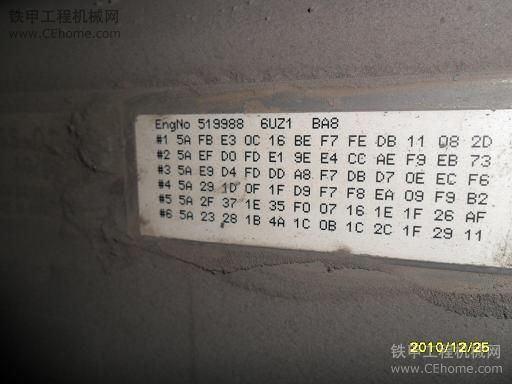 铁甲工程机械网
www.CEhome.com
EngNo 519988 6UZ1 BA8
#1 5A FB E3 0C 16 BE F7 FE DB 11 08 2D
#2 5A EF D0 FD E1 9E E4 CC AE F9 EB 73
#3 5A E9 D4 FD DD A8 F7 DB D7 0E EC F6
#4 5A 29 1D 0F 1F D9 F7 F8 EA 09 F9 B2
#5 5A 2F 37 1E 35 F0 07 16 1E 1F 26 AF
#6 5A 23 28 1B 4A 1C 0B 1C 2C 1F 29 11
2010/12/25
铁甲工程机械网
www.CEhome.com